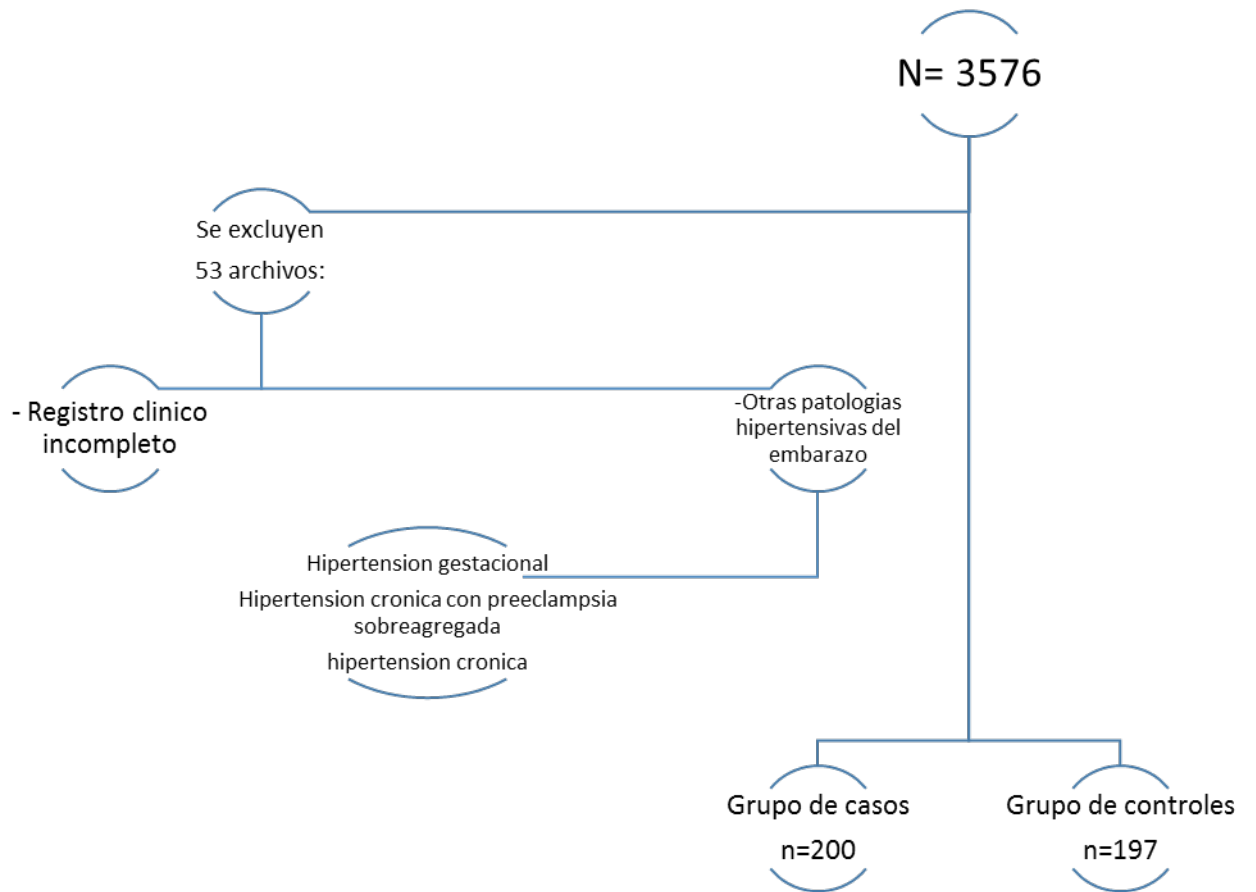 N= 3576
Se excluyen
53 archivos:
- Registro clinico
incompleto
-Otras patologias
hipertensivas del
embarazo
Hipertension gestacional
Hipertension cronica con preeclampsia
sobreagregada
hipertension cronica
Grupo de casos
n=200
Grupo de controles
n=197